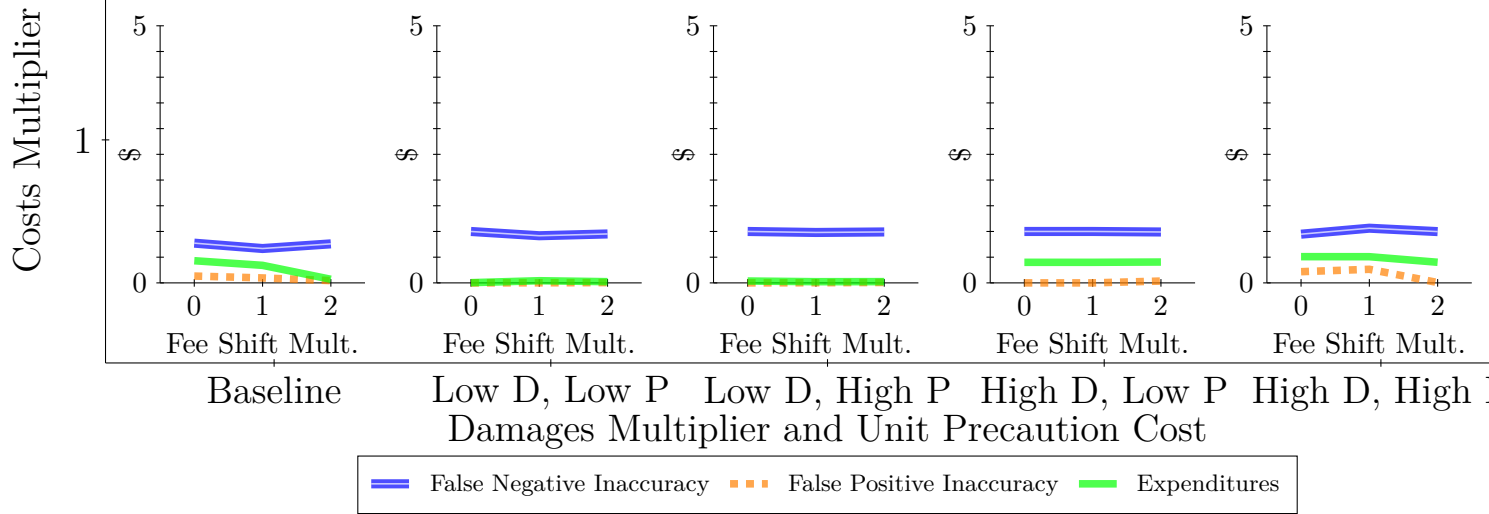 Costs Multiplier
1
5 5 5 5 5
$ $ $ $ $
0 0 0 0 0
0 1 2 0 1 2 0 1 2 0 1 2 0 1 2
Fee Shift Mult. Fee Shift Mult. Fee Shift Mult. Fee Shift Mult. Fee Shift Mult.
Baseline Low D, Low P Low D, High P High D, Low P High D, High
Damages Multiplier and Unit Precaution Cost
False Negative Inaccuracy False Positive Inaccuracy Expenditures